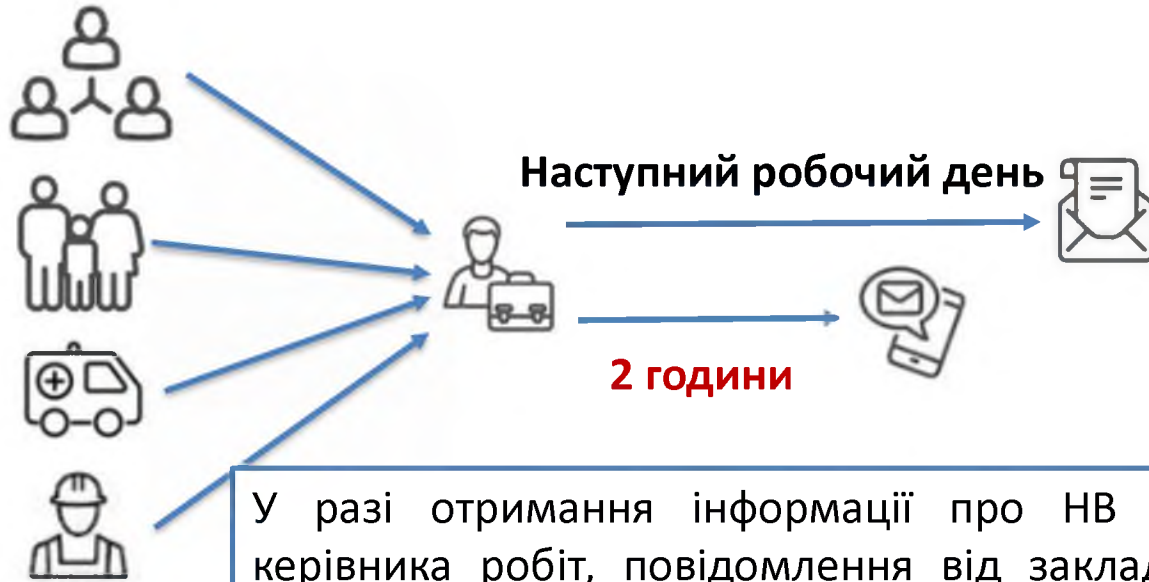 Наступний робочий день
2 години
У разі отримання інформації про НВ
керівника робіт, повідомлення від заклад